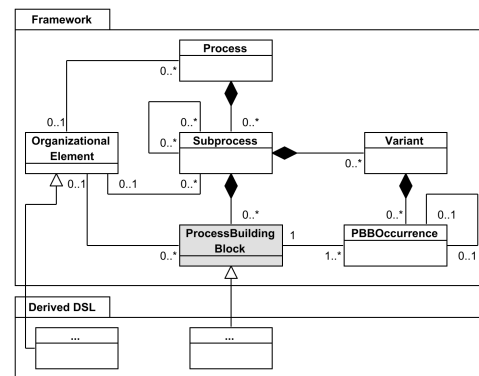 Framework
Process
0..*
0..1
0..*
0..*
Organizational
Element
Subprocess
Variant
0..*
0..*
0..1
0..1
0..*
0..*
0..*
0..1
ProcessBuilding
Block
1
PBBOccurrence
0..*
1..*
0..1
Derived DSL
...
...